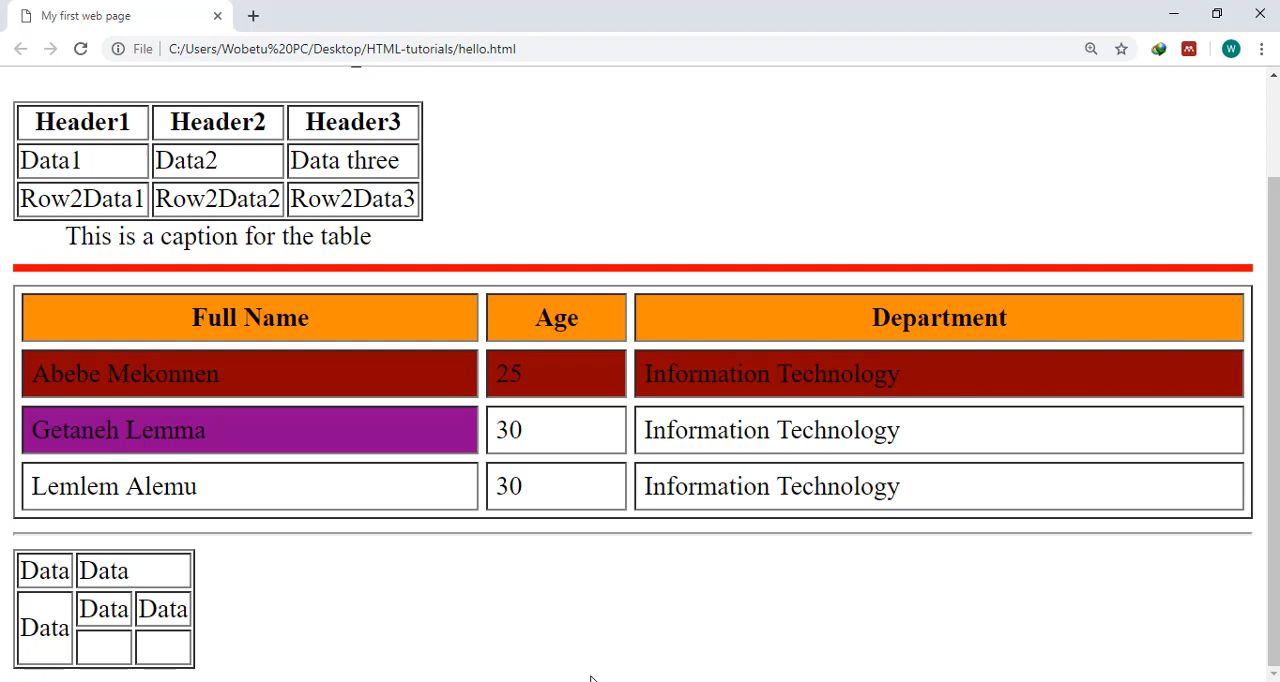 My first web page
File C:/Users/Wobetu%20PC/Desktop/HTML-tutorials/hello.html
W
Header1 Header2 Header3
Data1 Data2 Data three
Row2Data1 Row2Data2 Row2Data3
This is a caption for the table
Full Name Age Department
Abebe Mekonnen 25 Information Technology
Getaneh Lemma 30 Information Technology
Lemlem Alemu 30 Information Technology
Data Data
Data Data Data